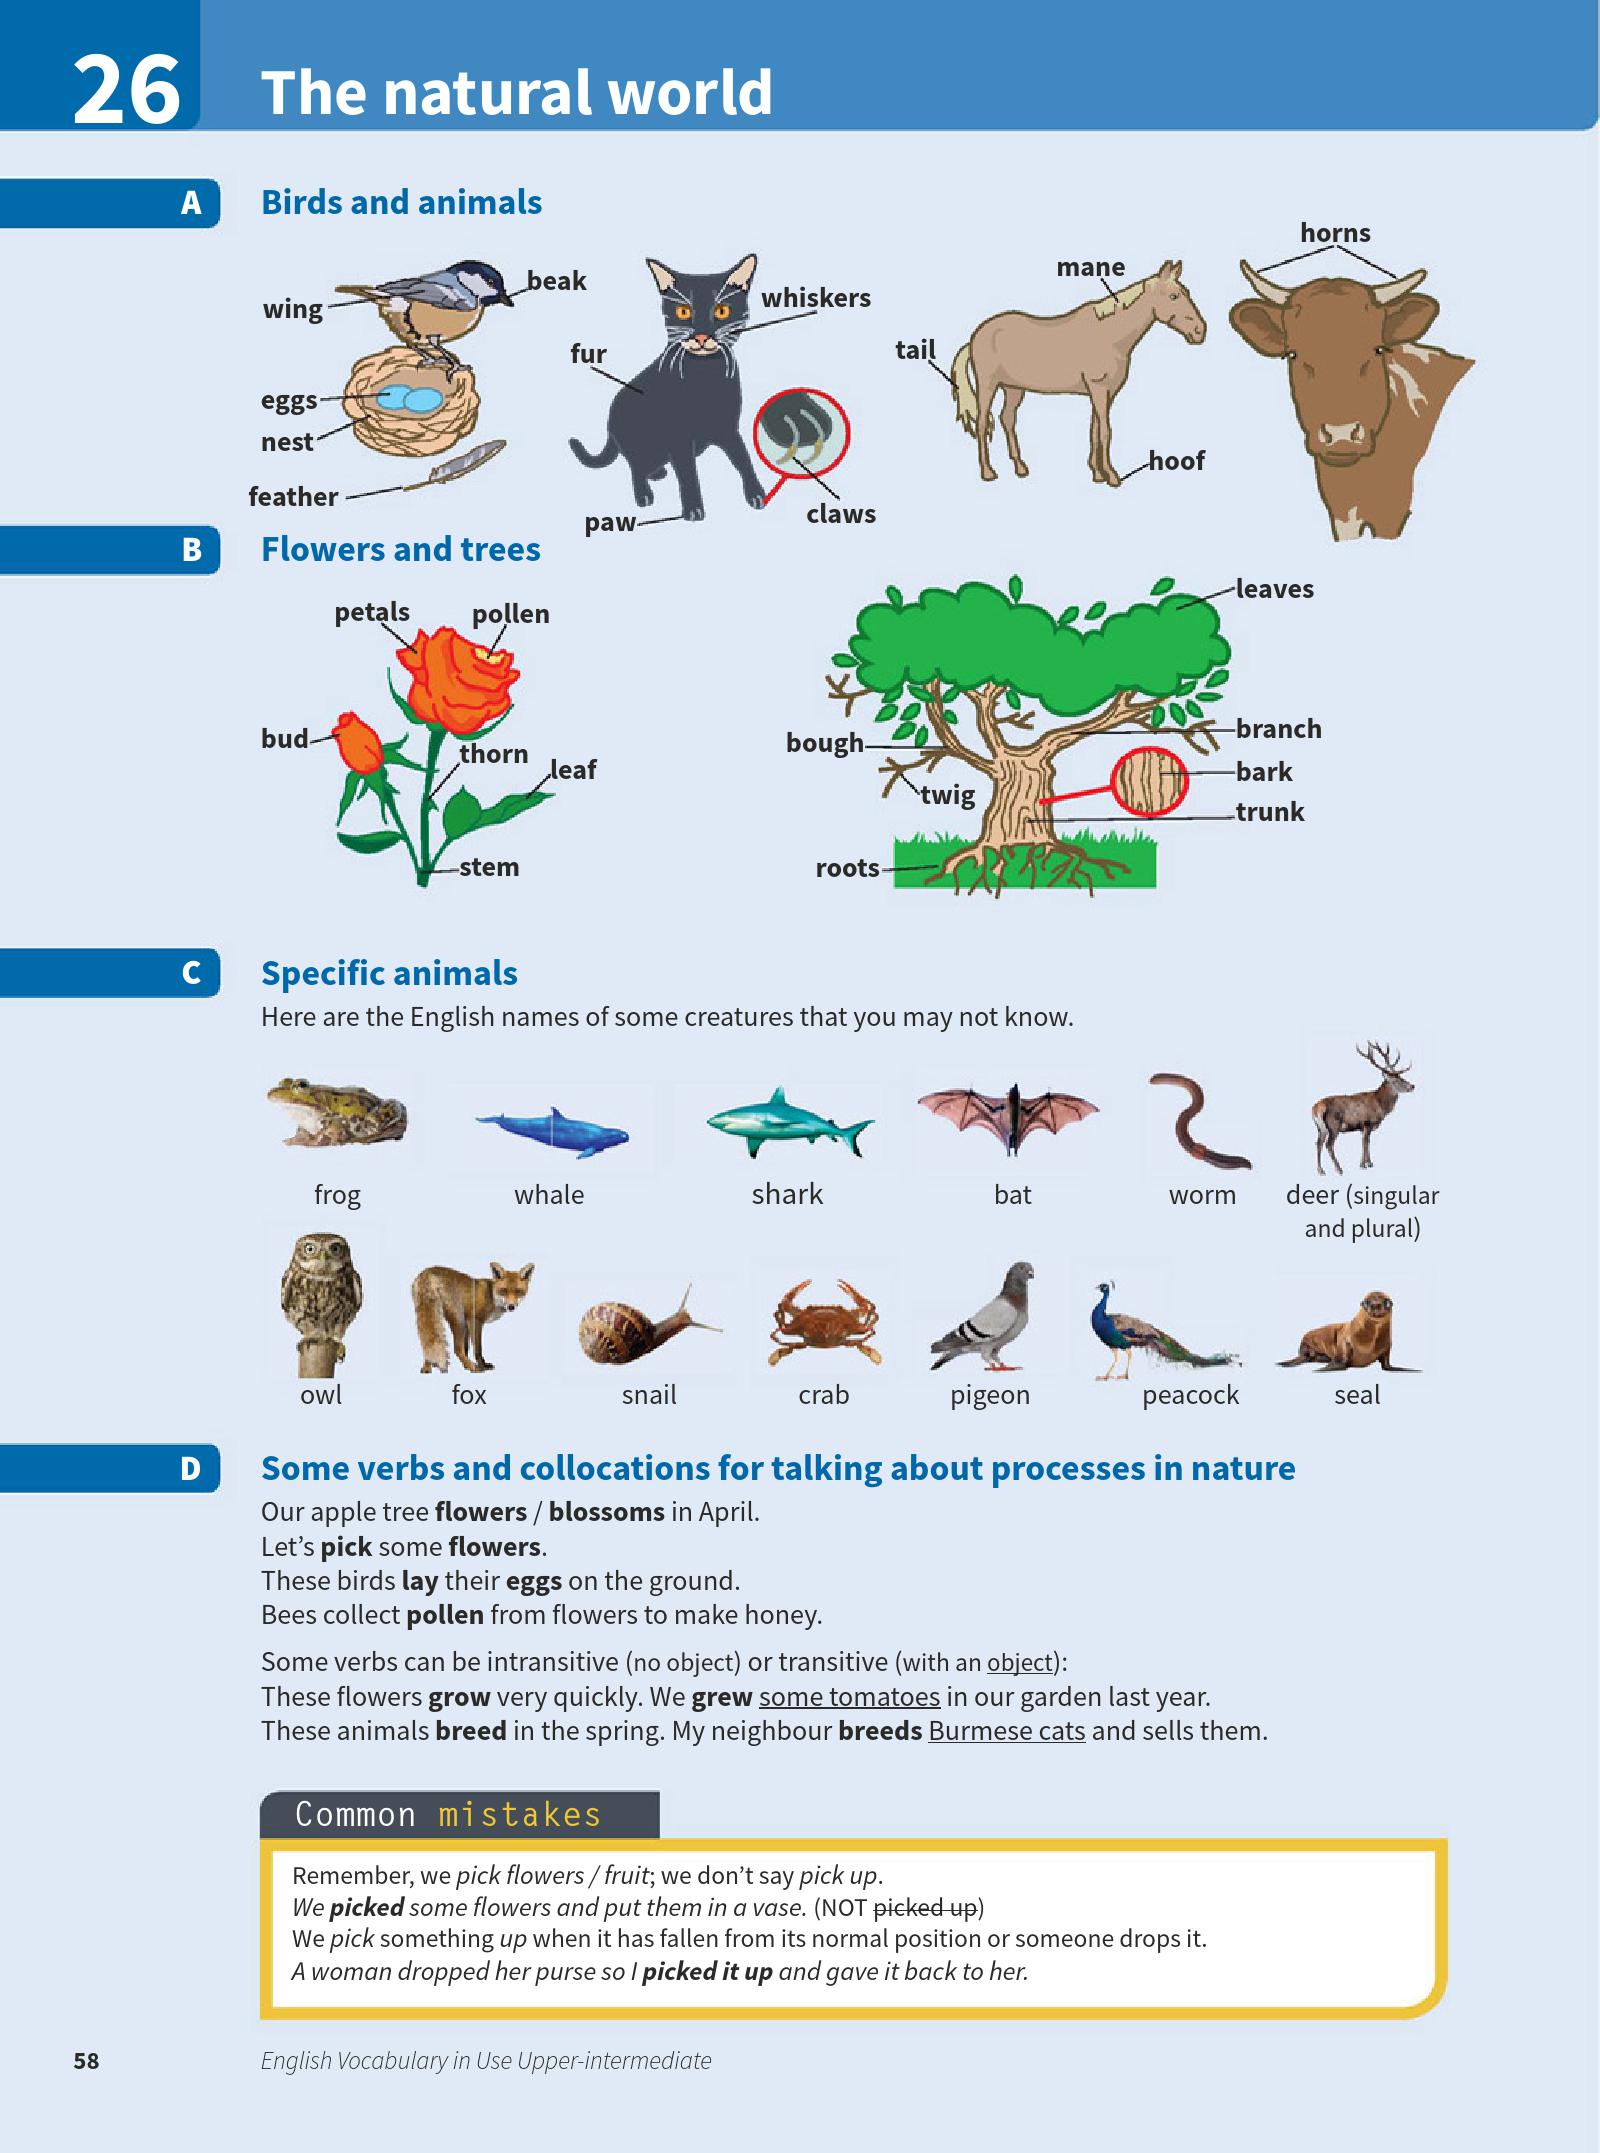 26
The natural world
A
Birds and animals
wing
beak
eggs
nest
feather
fur
whiskers
paw
claws
mane
tail
hoof
horns
B
Flowers and trees
petals
pollen
bud
thorn
leaf
stem
leaves
bough
branch
twig
bark
trunk
roots
C
Specific animals
Here are the English names of some creatures that you may not know.
frog
whale
shark
bat
worm
deer (singular
and plural)
owl
fox
snail
crab
pigeon
peacock
seal
D
Some verbs and collocations for talking about processes in nature
Our apple tree flowers / blossoms in April.
Let's pick some flowers.
These birds lay their eggs on the ground.
Bees collect pollen from flowers to make honey.
Some verbs can be intransitive (no object) or transitive (with an object):
These flowers grow very quickly. We grew some tomatoes in our garden last year.
These animals breed in the spring. My neighbour breeds Burmese cats and sells them.
Common mistakes
Remember, we pick flowers / fruit; we don't say pick up.
We picked some flowers and put them in a vase. (NOT picked up)
We pick something up when it has fallen from its normal position or someone drops it.
A woman dropped her purse so I picked it up and gave it back to her.
58
English Vocabulary in Use Upper-intermediate